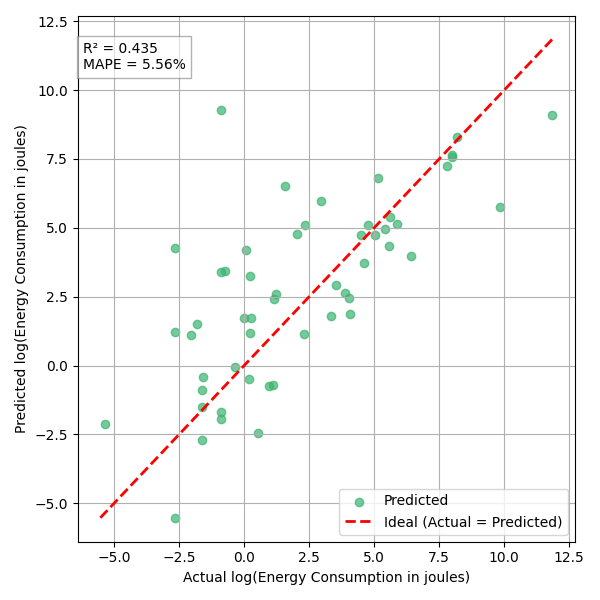 12.5
10.0
7.5
5.0
2.5
0.0
−2.5
−5.0
Predicted log(Energy Consumption in joules)
R² = 0.435
MAPE = 5.56%
Predicted
Ideal (Actual = Predicted)
−5.0 −2.5 0.0 2.5 5.0 7.5 10.0 12.5
Actual log(Energy Consumption in joules)